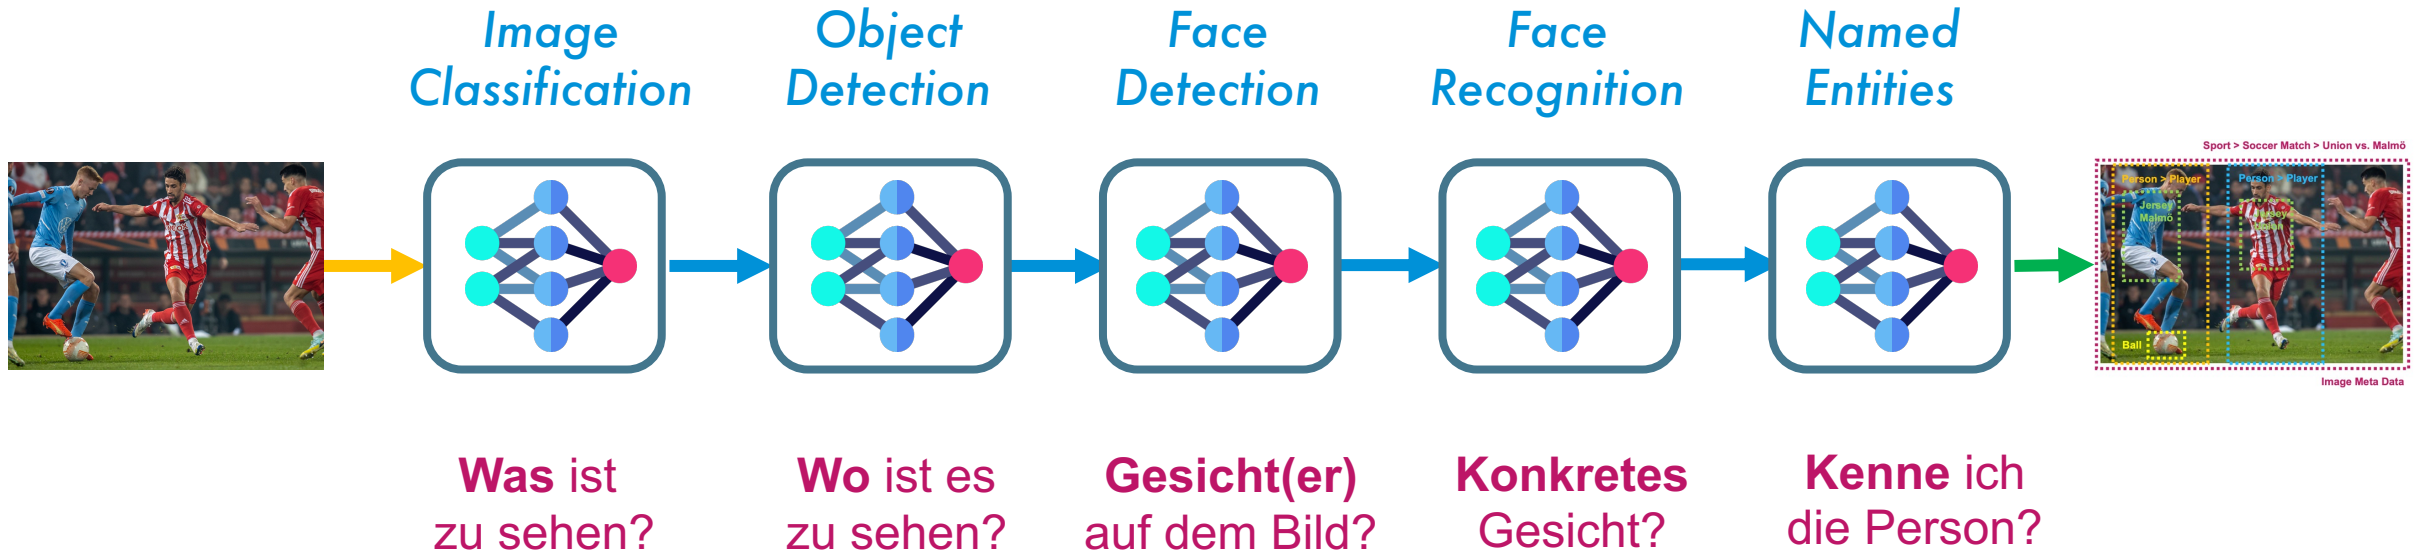 Image
Classification
Object
Detection
Face
Detection
Face
Recognition
Named
Entities
Sport > Soccer Match > Union vs. Malmö
Person > Player
Person > Player
Jersey
Malmö
Jersey
Union
Ball
Image Meta Data
Was ist
zu sehen?
Wo ist es
zu sehen?
Gesicht(er)
auf dem Bild?
Konkretes
Gesicht?
Kenne ich
die Person?